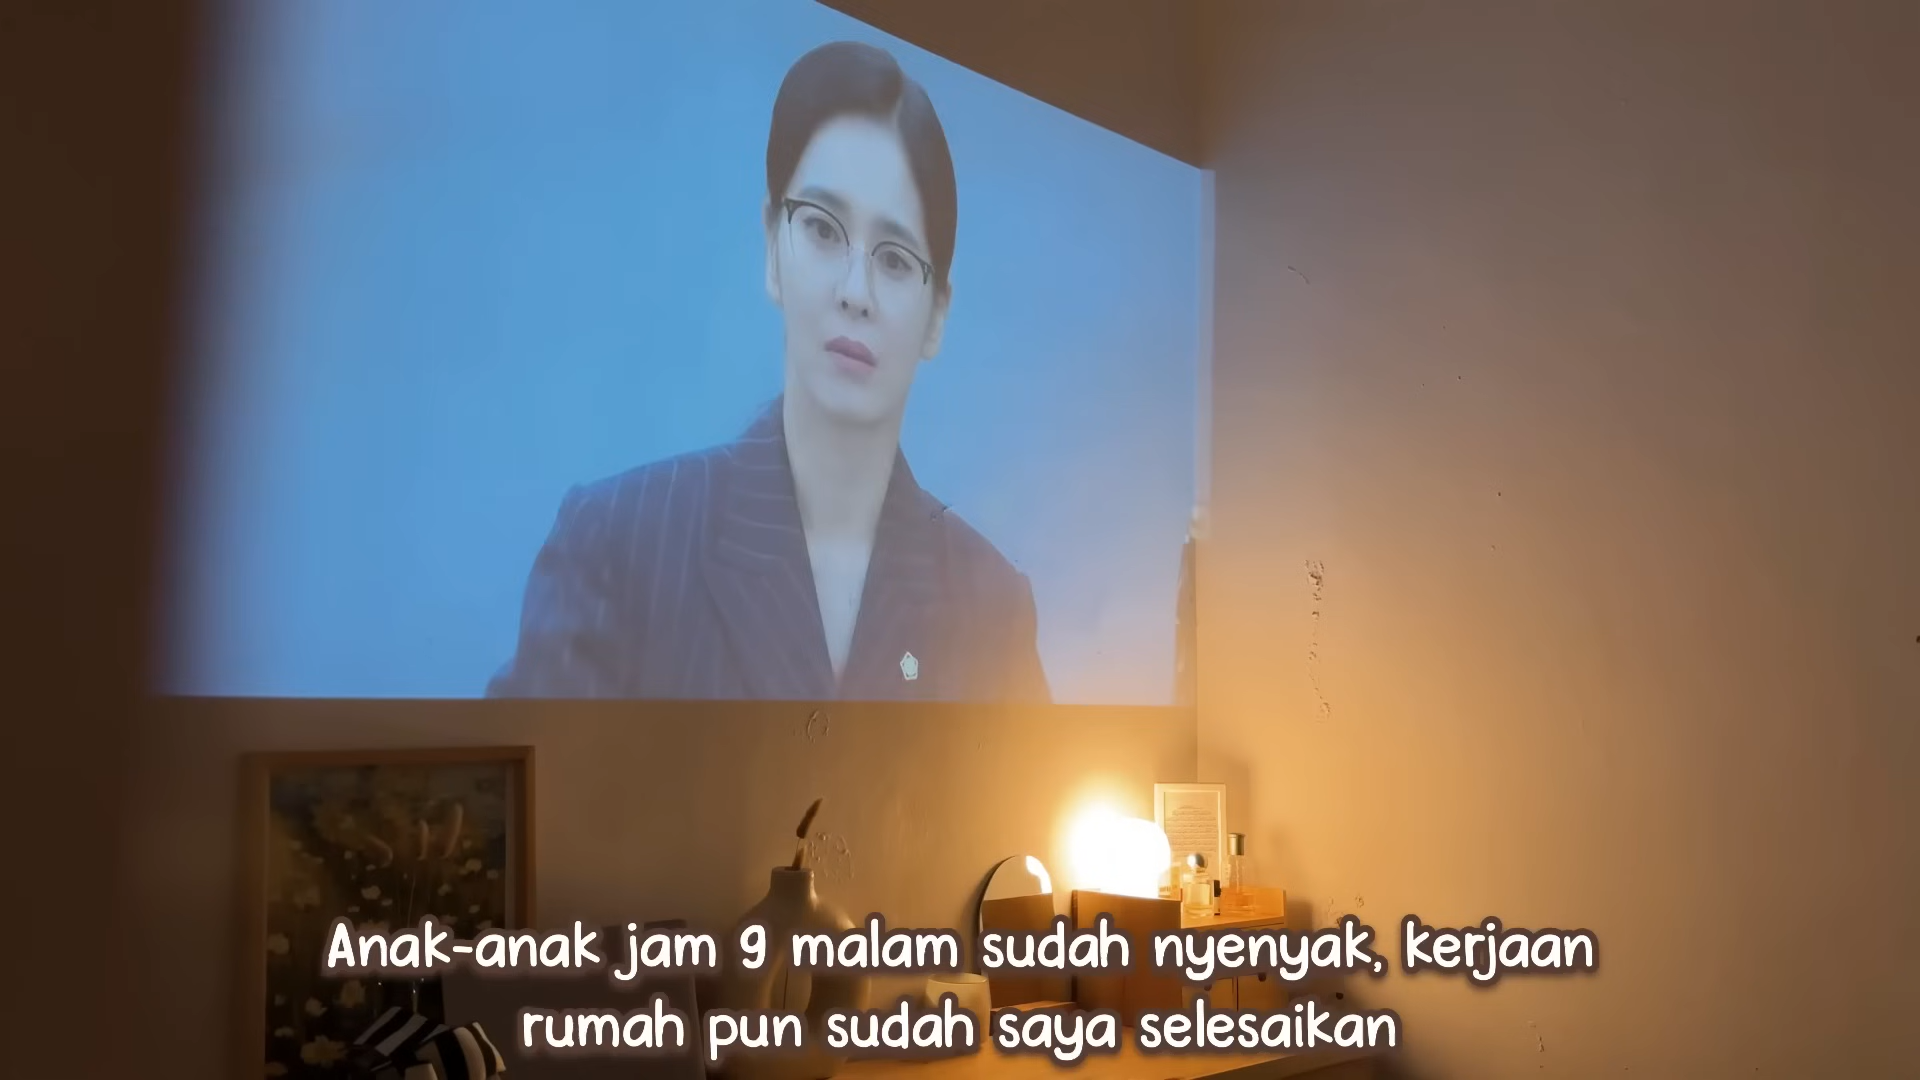 Anak-anak jam 9 malam sudah nyenyak, kerjaan
rumah pun sudah saya selesaikan